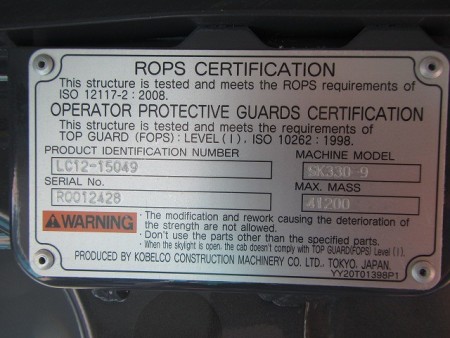 ROPS CERTIFICATION
This structure is tested and meets the ROPS requirements of
ISO 12117-2 : 2008.
OPERATOR PROTECTIVE GUARDS CERTIFICATION
This structure is tested and meets the requirements of
TOP GUARD (FOPS) : LEVEL (I), ISO 10262 : 1998.
PRODUCT IDENTIFICATION NUMBER MACHINE MODEL
LC12-15049 SK330-9
SERIAL No. MAX. MASS
R0012428 41200
WARNING
· The modification and rework causing the deterioration of
the strength are not allowed.
· Don't use the parts other than the specified parts.
· When the skylight is open, the cab doesn't comply with TOP GUARD(FOPS) Level (I).
PRODUCED BY KOBELCO CONSTRUCTION MACHINERY CO. LTD., TOKYO, JAPAN.
YY20T01398P1